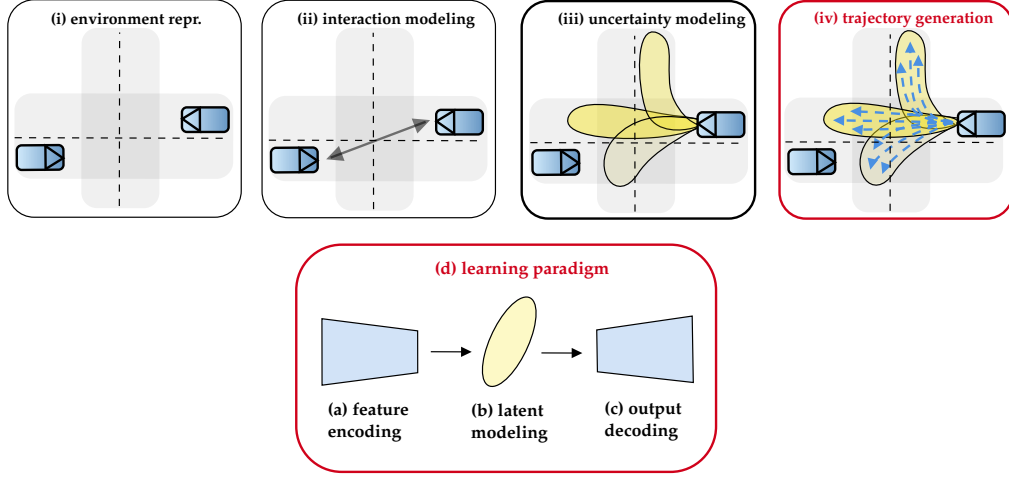 (i) environment repr.
(ii) interaction modeling
(iii) uncertainty modeling
(iv) trajectory generation
(d) learning paradigm
(a) feature
encoding
(b) latent
modeling
(c) output
decoding